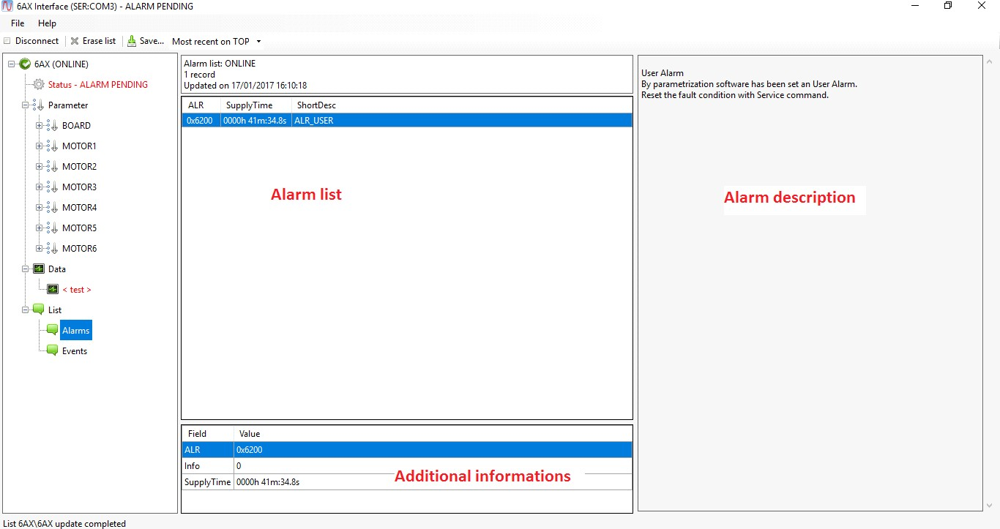 6AX Interface (SER:COM3) - ALARM PENDING
File Help
Disconnect Erase list Save... Most recent on TOP
6AX (ONLINE)
Status - ALARM PENDING
Parameter
BOARD
MOTOR1
MOTOR2
MOTOR3
MOTOR4
MOTOR5
MOTOR6
Data
< test >
List
Alarms
Events
Alarm list: ONLINE
1 record
Updated on 17/01/2017 16:10:18
ALR SupplyTime ShortDesc
0x6200 0000h 41m:34.8s ALR_USER
Alarm list
Field Value
ALR 0x6200
Info 0
SupplyTime 0000h 41m:34.8s
Additional informations
User Alarm
By parametrization software has been set an User Alarm.
Reset the fault condition with Service command.
Alarm description
List 6AX\6AX update completed